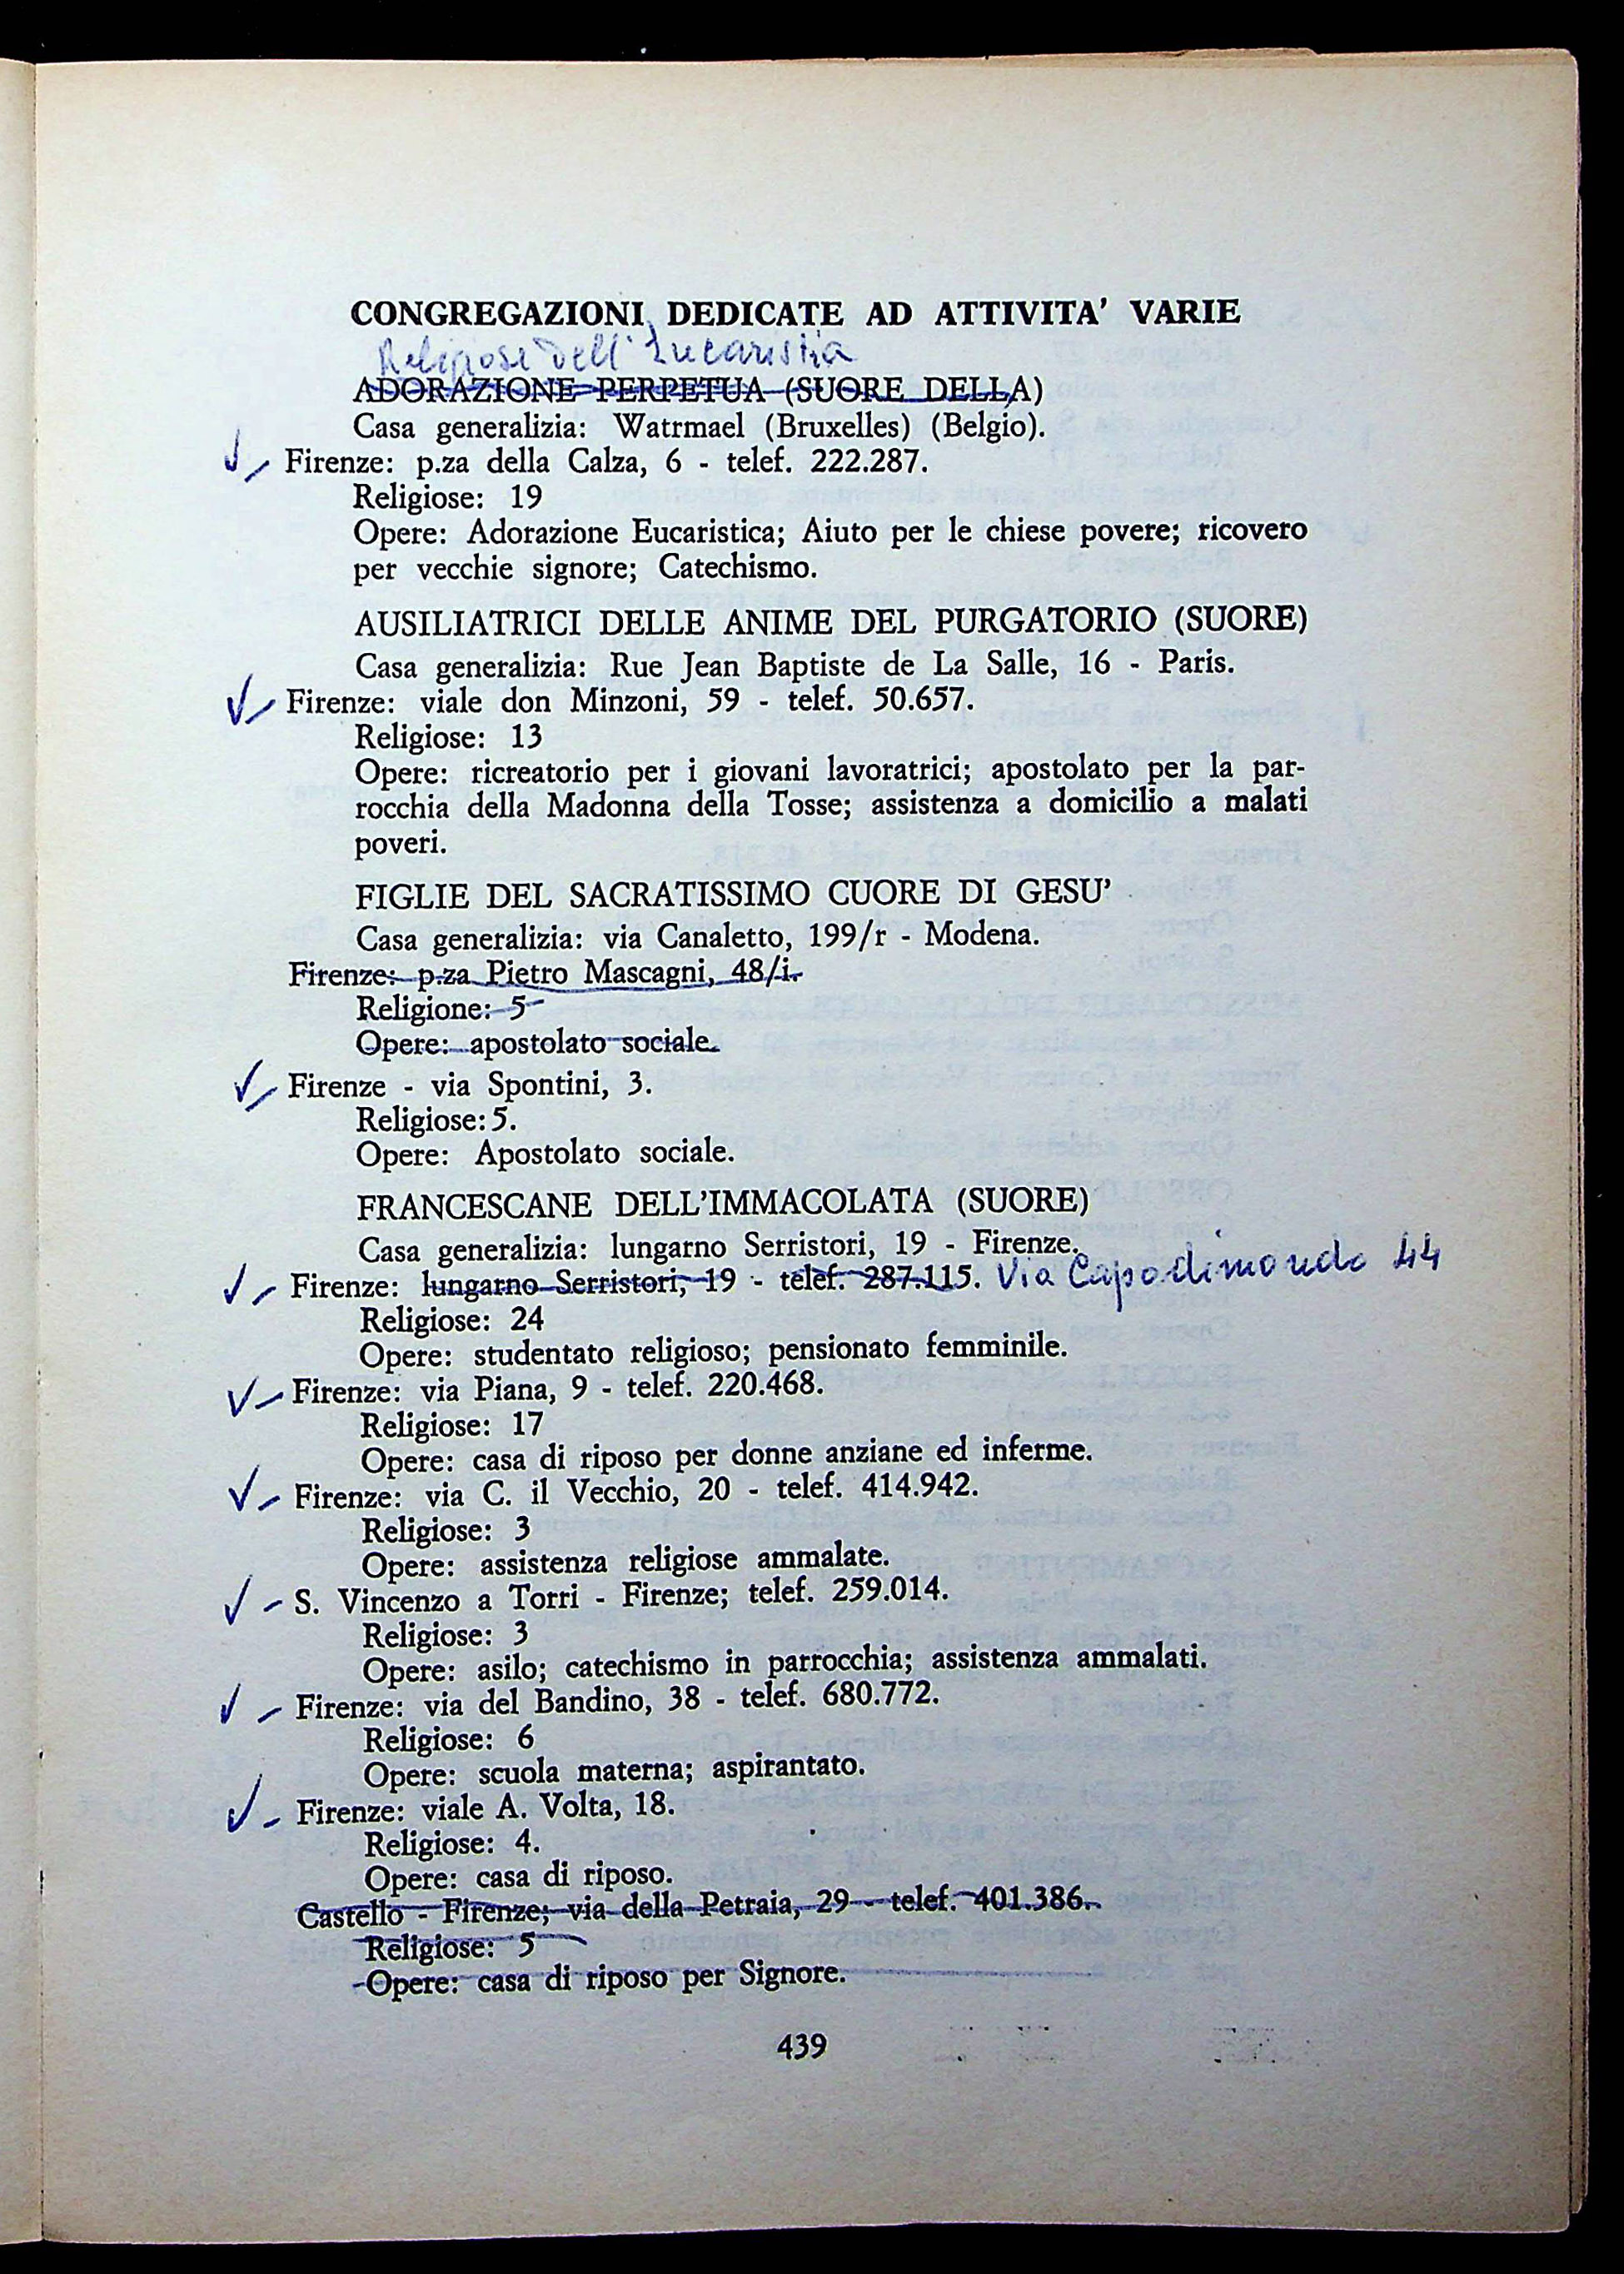 CONGREGAZIONI DEDICATE AD ATTIVITA' VARIE
Religiose dell'Eucaristia
ADORAZIONE PERPETUA (SUORE DELLA)
Casa generalizia: Watrmael (Bruxelles) (Belgio).
Firenze: p.za della Calza, 6 - telef. 222.287.
Religiose: 19
Opere: Adorazione Eucaristica; Aiuto per le chiese povere; ricovero
per vecchie signore; Catechismo.
AUSILIATRICI DELLE ANIME DEL PURGATORIO (SUORE)
Casa generalizia: Rue Jean Baptiste de La Salle, 16 - Paris.
Firenze: viale don Minzoni, 59 - telef. 50.657.
Religiose: 13
Opere: ricreatorio per i giovani lavoratrici; apostolato per la par-
rocchia della Madonna della Tosse; assistenza a domicilio a malati
poveri.
FIGLIE DEL SACRATISSIMO CUORE DI GESU'
Casa generalizia: via Canaletto, 199/r - Modena.
Firenze: p.za Pietro Mascagni, 48/i.
Religione: 5
Opere: apostolato sociale.
Firenze - via Spontini, 3.
Religiose: 5.
Opere: Apostolato sociale.
FRANCESCANE DELL'IMMACOLATA (SUORE)
Casa generalizia: lungarno Serristori, 19 - Firenze.
Firenze: lungarno Serristori, 19 - telef. 287.115. Via Capodimondo 44
Religiose: 24
Opere: studentato religioso; pensionato femminile.
Firenze: via Piana, 9 - telef. 220.468.
Religiose: 17
Opere: casa di riposo per donne anziane ed inferme.
Firenze: via C. il Vecchio, 20 - telef. 414.942.
Religiose: 3
Opere: assistenza religiose ammalate.
S. Vincenzo a Torri - Firenze; telef. 259.014.
Religiose: 3
Opere: asilo; catechismo in parrocchia; assistenza ammalati.
Firenze: via del Bandino, 38 - telef. 680.772.
Religiose: 6
Opere: scuola materna; aspirantato.
Firenze: viale A. Volta, 18.
Religiose: 4.
Opere: casa di riposo.
Castello - Firenze; via della Petraia, 29 - telef. 401.386.
Religiose: 5
Opere: casa di riposo per Signore.
439